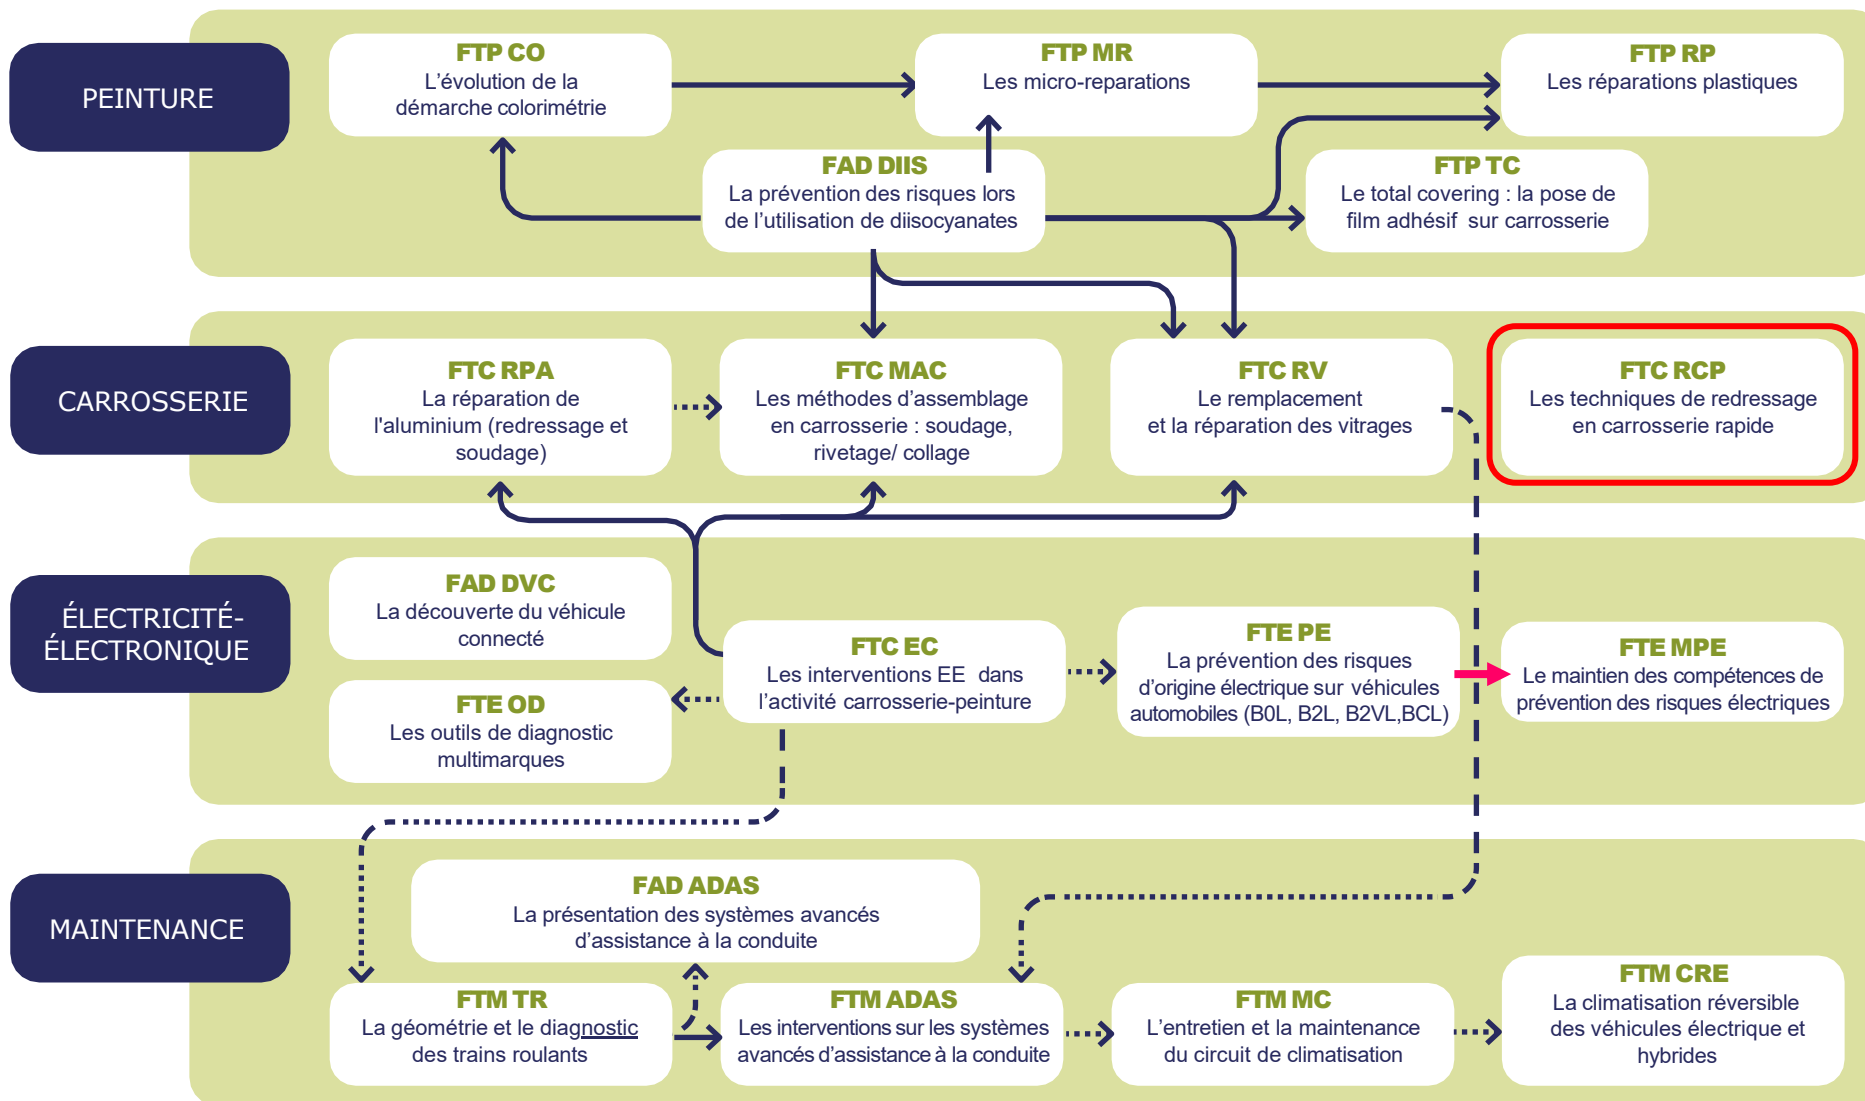 PEINTURE
FTP CO
L'évolution de la
démarche colorimétrie
FTP MR
Les micro-reparations
FTP RP
Les réparations plastiques
FAD DIIS
La prévention des risques lors
de l'utilisation de diisocyanates
FTP TC
Le total covering : la pose de
film adhésif sur carrosserie
CARROSSERIE
FTC RPA
La réparation de
l'aluminium (redressage et
soudage)
FTC MAC
Les méthodes d'assemblage
en carrosserie : soudage,
rivetage/ collage
FTC RV
Le remplacement
et la réparation des vitrages
FTC RCP
Les techniques de redressage
en carrosserie rapide
ÉLECTRICITÉ-
ÉLECTRONIQUE
FAD DVC
La découverte du véhicule
connecté
FTE OD
Les outils de diagnostic
multimarques
FTC EC
Les interventions EE dans
l'activité carrosserie-peinture
FTE PE
La prévention des risques
d'origine électrique sur véhicules
automobiles (B0L, B2L, B2VL,BCL)
FTE MPE
Le maintien des compétences de
prévention des risques électriques
MAINTENANCE
FAD ADAS
La présentation des systèmes avancés
d'assistance à la conduite
FTM TR
La géométrie et le diagnostic
des trains roulants
FTM ADAS
Les interventions sur les systèmes
avancés d'assistance à la conduite
FTM MC
L'entretien et la maintenance
du circuit de climatisation
FTM CRE
La climatisation réversible
des véhicules électrique et
hybrides